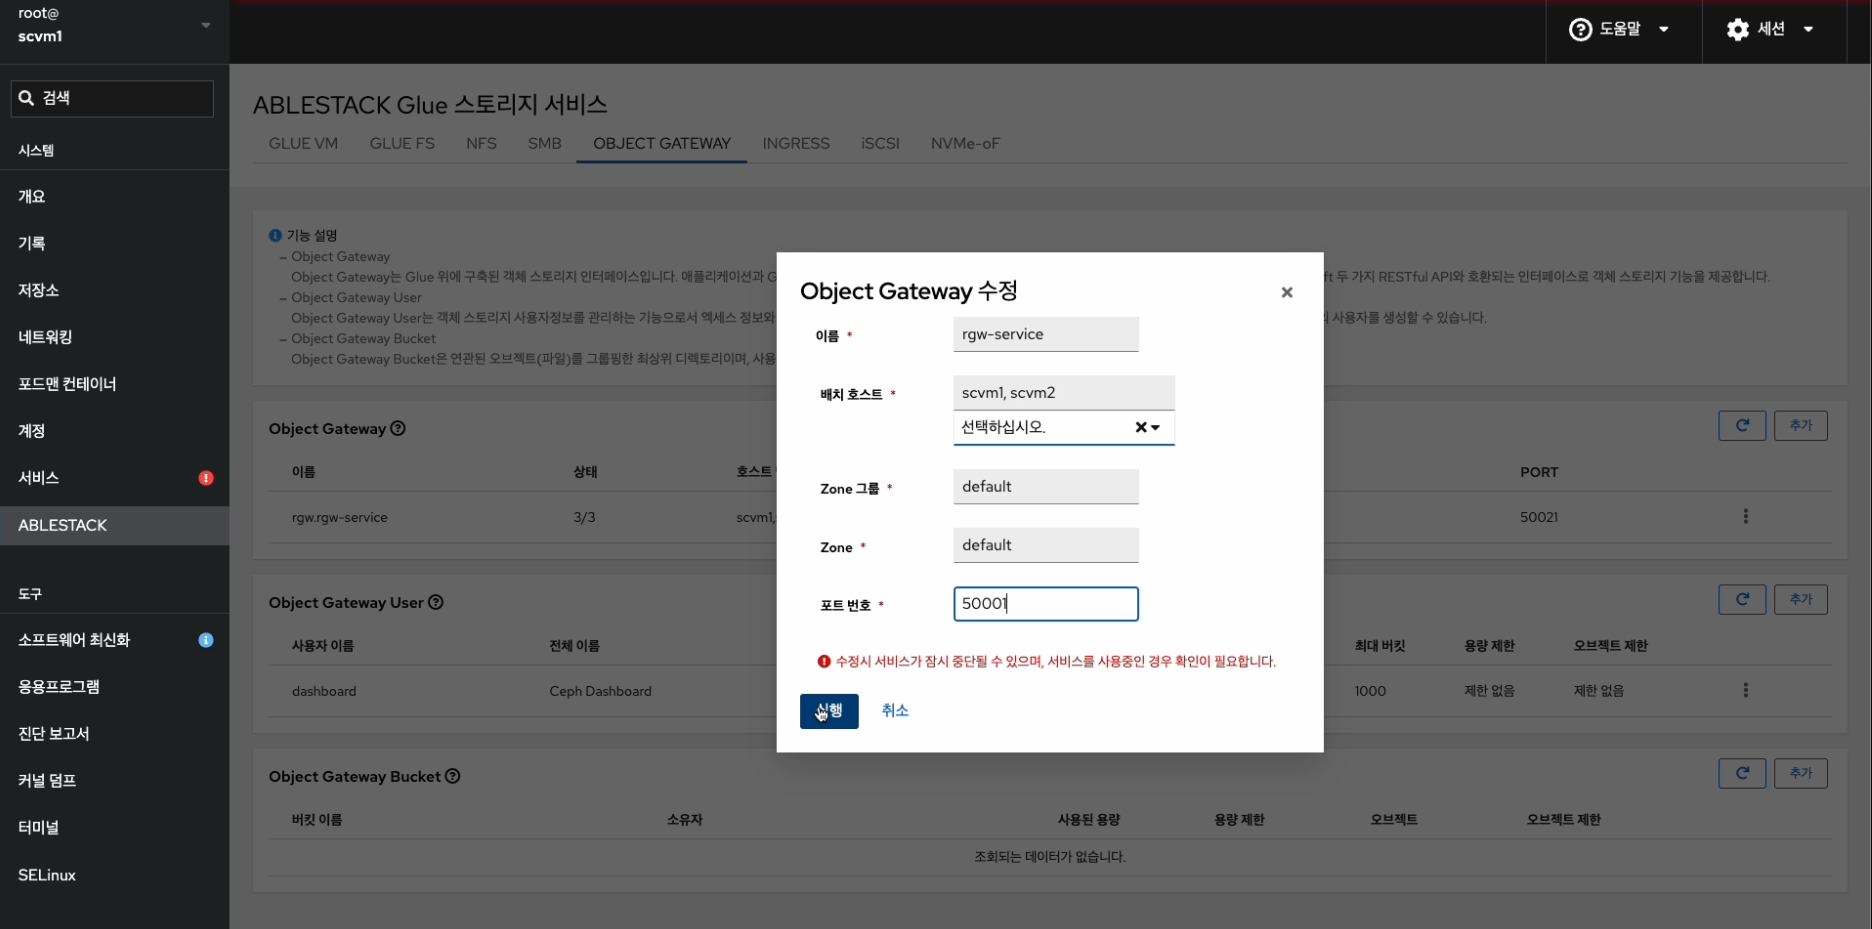 root@
scvm1
도움말
세션
검색
시스템
개요
기록
저장소
네트워킹
포드맨 컨테이너
계정
서비스
ABLESTACK
도구
소프트웨어 최신화
응용프로그램
진단 보고서
커널 덤프
터미널
SELinux
ABLESTACK Glue 스토리지 서비스
GLUE VM GLUE FS NFS SMB OBJECT GATEWAY INGRESS iSCSI NVMe-oF
기능 설명
– Object Gateway
Object Gateway는 Glue 위에 구축된 객체 스토리지 인터페이스입니다. 애플리케이션과 G ft 두 가지 RESTful API와 호환되는 인터페이스로 객체 스토리지 기능을 제공합니다.
– Object Gateway User
Object Gateway User는 객체 스토리지 사용자정보를 관리하는 기능으로서 엑세스 정보와 사용자를 생성할 수 있습니다.
– Object Gateway Bucket
Object Gateway Bucket은 연관된 오브젝트(파일)를 그룹핑한 최상위 디렉토리이며, 사용
Object Gateway
추가
이름 상태 호스트 PORT
rgw.rgw-service 3/3 scvm1, 50021
Object Gateway User
추가
사용자 이름 전체 이름 최대 버킷 용량 제한 오브젝트 제한
dashboard Ceph Dashboard 1000 제한 없음 제한 없음
Object Gateway Bucket
추가
버킷 이름 소유자 사용된 용량 용량 제한 오브젝트 오브젝트 제한
조회되는 데이터가 없습니다.
Object Gateway 수정
이름 * rgw-service
배치 호스트 * scvm1, scvm2
선택하십시오.
Zone 그룹 * default
Zone * default
포트 번호 * 50001
수정시 서비스가 잠시 중단될 수 있으며, 서비스를 사용중인 경우 확인이 필요합니다.
실행 취소